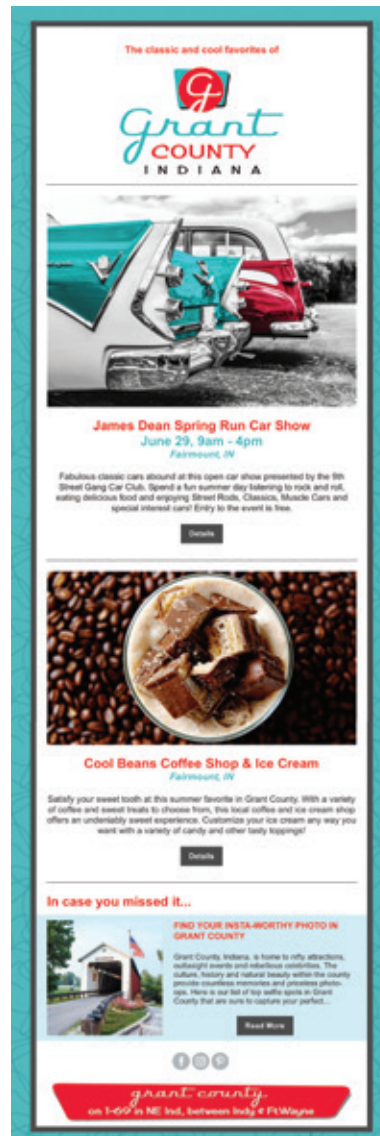 The classic and cool favorites of
G
Grant
COUNTY
INDIANA
James Dean Spring Run Car Show
June 29, 9am - 4pm
Fairmount, IN
Fabulous classic cars abound at this open car show presented by the 9th
Street Gang Car Club. Spend a fun summer day listening to rock and roll,
eating delicious food and enjoying Street Rods, Classics, Muscle Cars and
special interest cars! Entry to the event is free.
Details
Cool Beans Coffee Shop & Ice Cream
Fairmount, IN
Satisfy your sweet tooth at this summer favorite in Grant County. With a variety
of coffee and sweet treats to choose from, this local coffee and ice cream shop
offers an undeniably sweet experience. Customize your ice cream any way you
want with a variety of candy and other tasty toppings!
Details
In case you missed it...
FIND YOUR INSTA-WORTHY PHOTO IN
GRANT COUNTY
Grant County, Indiana, is home to nifty attractions,
outasight events and rebellious celebrities. The
culture, history and natural beauty within the county
provide countless memories and priceless photo-
ops. Here is our list of top selfie spots in Grant
County that are sure to capture your perfect...
Read More
grant county
on I-69 in NE Ind, between Indy & Ft Wayne